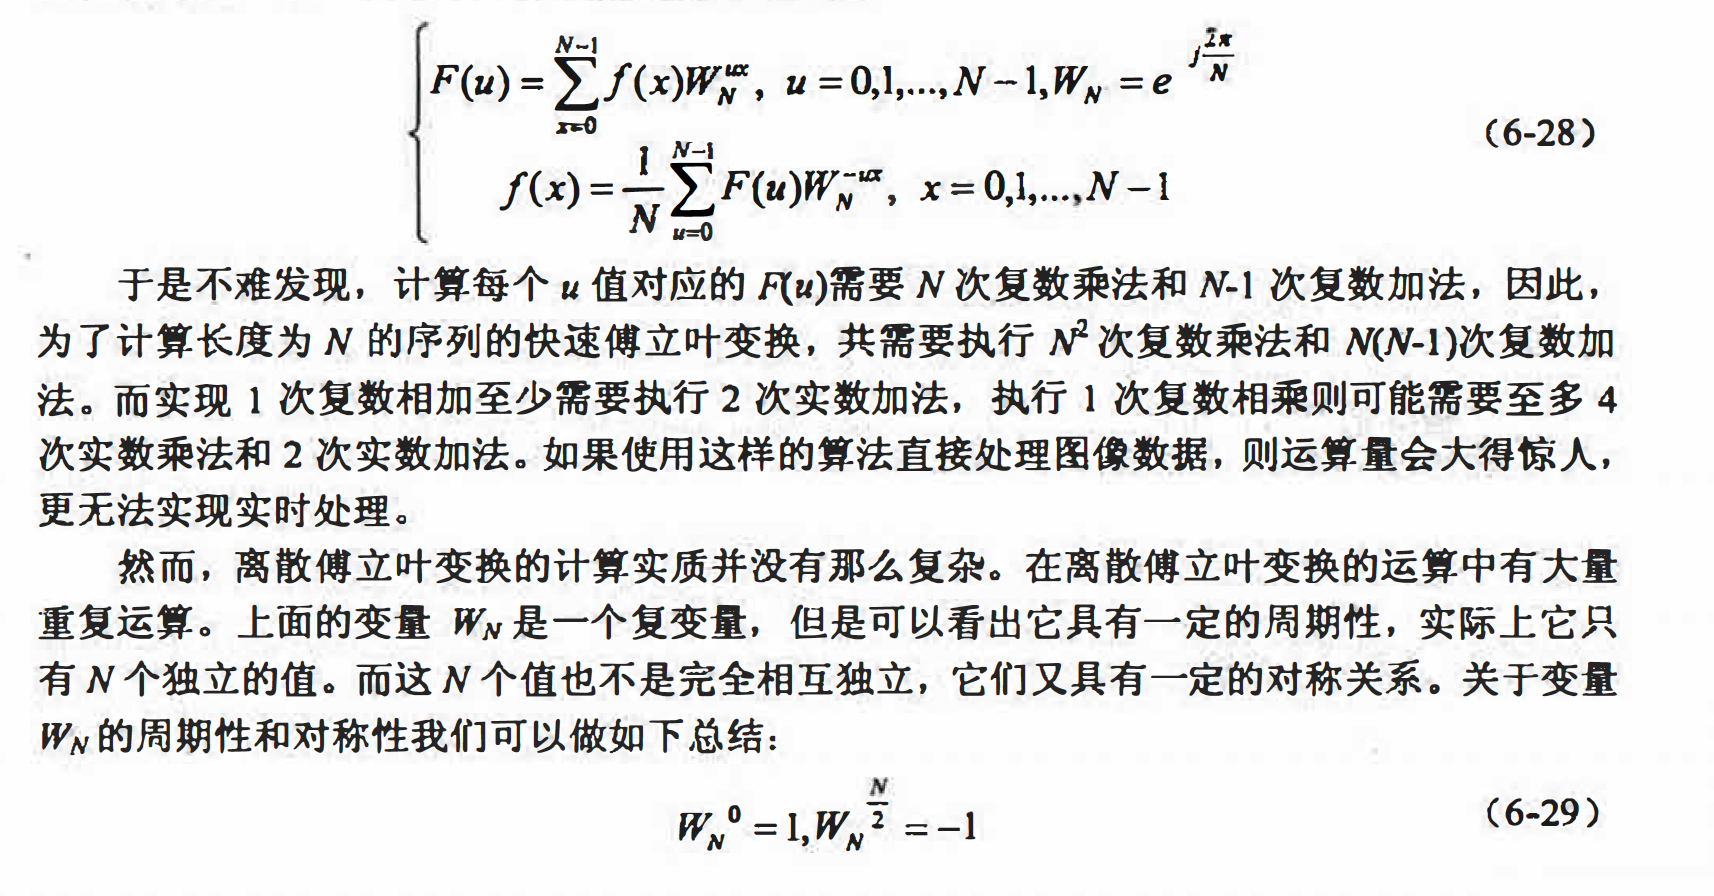 F(u) = \sum_{x=0}^{N-1} f(x)W_N^{ux}, u = 0,1,...,N-1, W_N = e^{j\frac{2\pi}{N}}
(6-28)
f(x) = \frac{1}{N}\sum_{u=0}^{N-1} F(u)W_N^{-ux}, x = 0,1,...,N-1
于是不难发现，计算每个 u 值对应的 F(u)需要 N 次复数乘法和 N-1 次复数加法，因此，
为了计算长度为 N 的序列的快速傅立叶变换，共需要执行 N²次复数乘法和 N(N-1)次复数加
法。而实现 1 次复数相加至少需要执行 2 次实数加法，执行 1 次复数相乘则可能需要至多 4
次实数乘法和 2 次实数加法。如果使用这样的算法直接处理图像数据，则运算量会大得惊人，
更无法实现实时处理。
然而，离散傅立叶变换的计算实质并没有那么复杂。在离散傅立叶变换的运算中有大量
重复运算。上面的变量 W_N 是一个复变量，但是可以看出它具有一定的周期性，实际上它只
有 N 个独立的值。而这 N 个值也不是完全相互独立，它们又具有一定的对称关系。关于变量
W_N 的周期性和对称性我们可以做如下总结：
W_N^0 = 1, W_N^{\frac{N}{2}} = -1
(6-29)